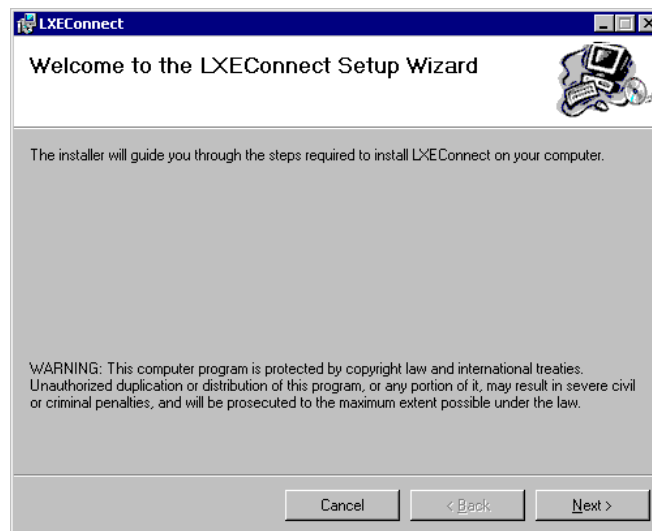 LXEConnect
Welcome to the LXEConnect Setup Wizard
The installer will guide you through the steps required to install LXEConnect on your computer.
WARNING: This computer program is protected by copyright law and international treaties.
Unauthorized duplication or distribution of this program, or any portion of it, may result in severe civil
or criminal penalties, and will be prosecuted to the maximum extent possible under the law.
Cancel
< Back
Next >